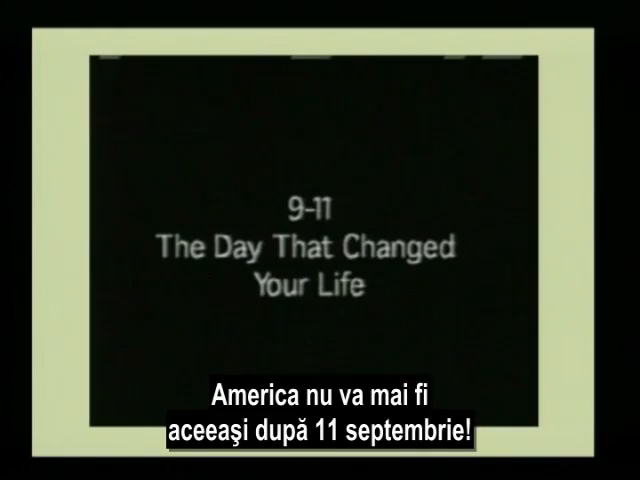 9-11
The Day That Changed
Your Life
America nu va mai fi
aceeaşi după 11 septembrie!